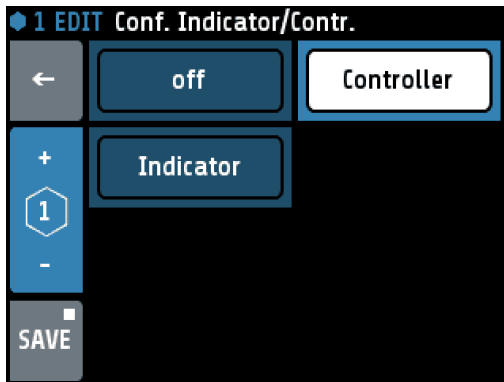 1 EDIT Conf. Indicator/Contr.
← off Controller
+ Indicator
1
-
SAVE